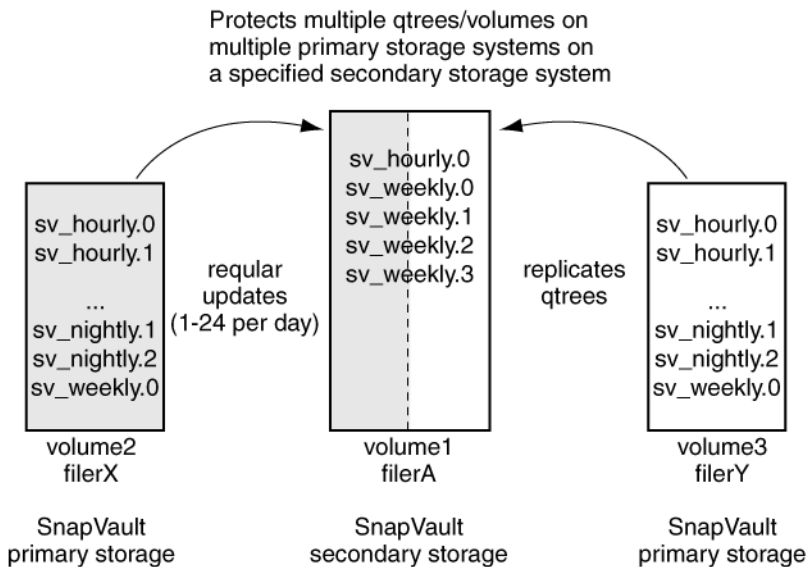 Protects multiple qtrees/volumes on
multiple primary storage systems on
a specified secondary storage system
sv_hourly.0
sv_hourly.1
...
sv_nightly.1
sv_nightly.2
sv_weekly.0
volume2
filerX
SnapVault
primary storage
reqular
updates
(1-24 per day)
sv_hourly.0
sv_weekly.0
sv_weekly.1
sv_weekly.2
sv_weekly.3
volume1
filerA
SnapVault
secondary storage
replicates
qtrees
sv_hourly.0
sv_hourly.1
...
sv_nightly.1
sv_nightly.2
sv_weekly.0
volume3
filerY
SnapVault
primary storage